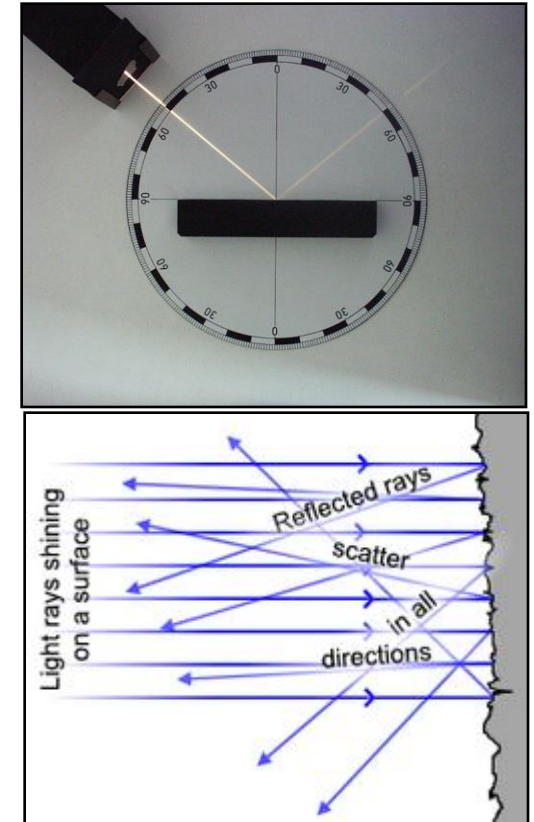 0
30
30
60
60
90
90
60
60
30
30
0
Light rays shining
on a surface
Reflected rays
scatter
in all
directions